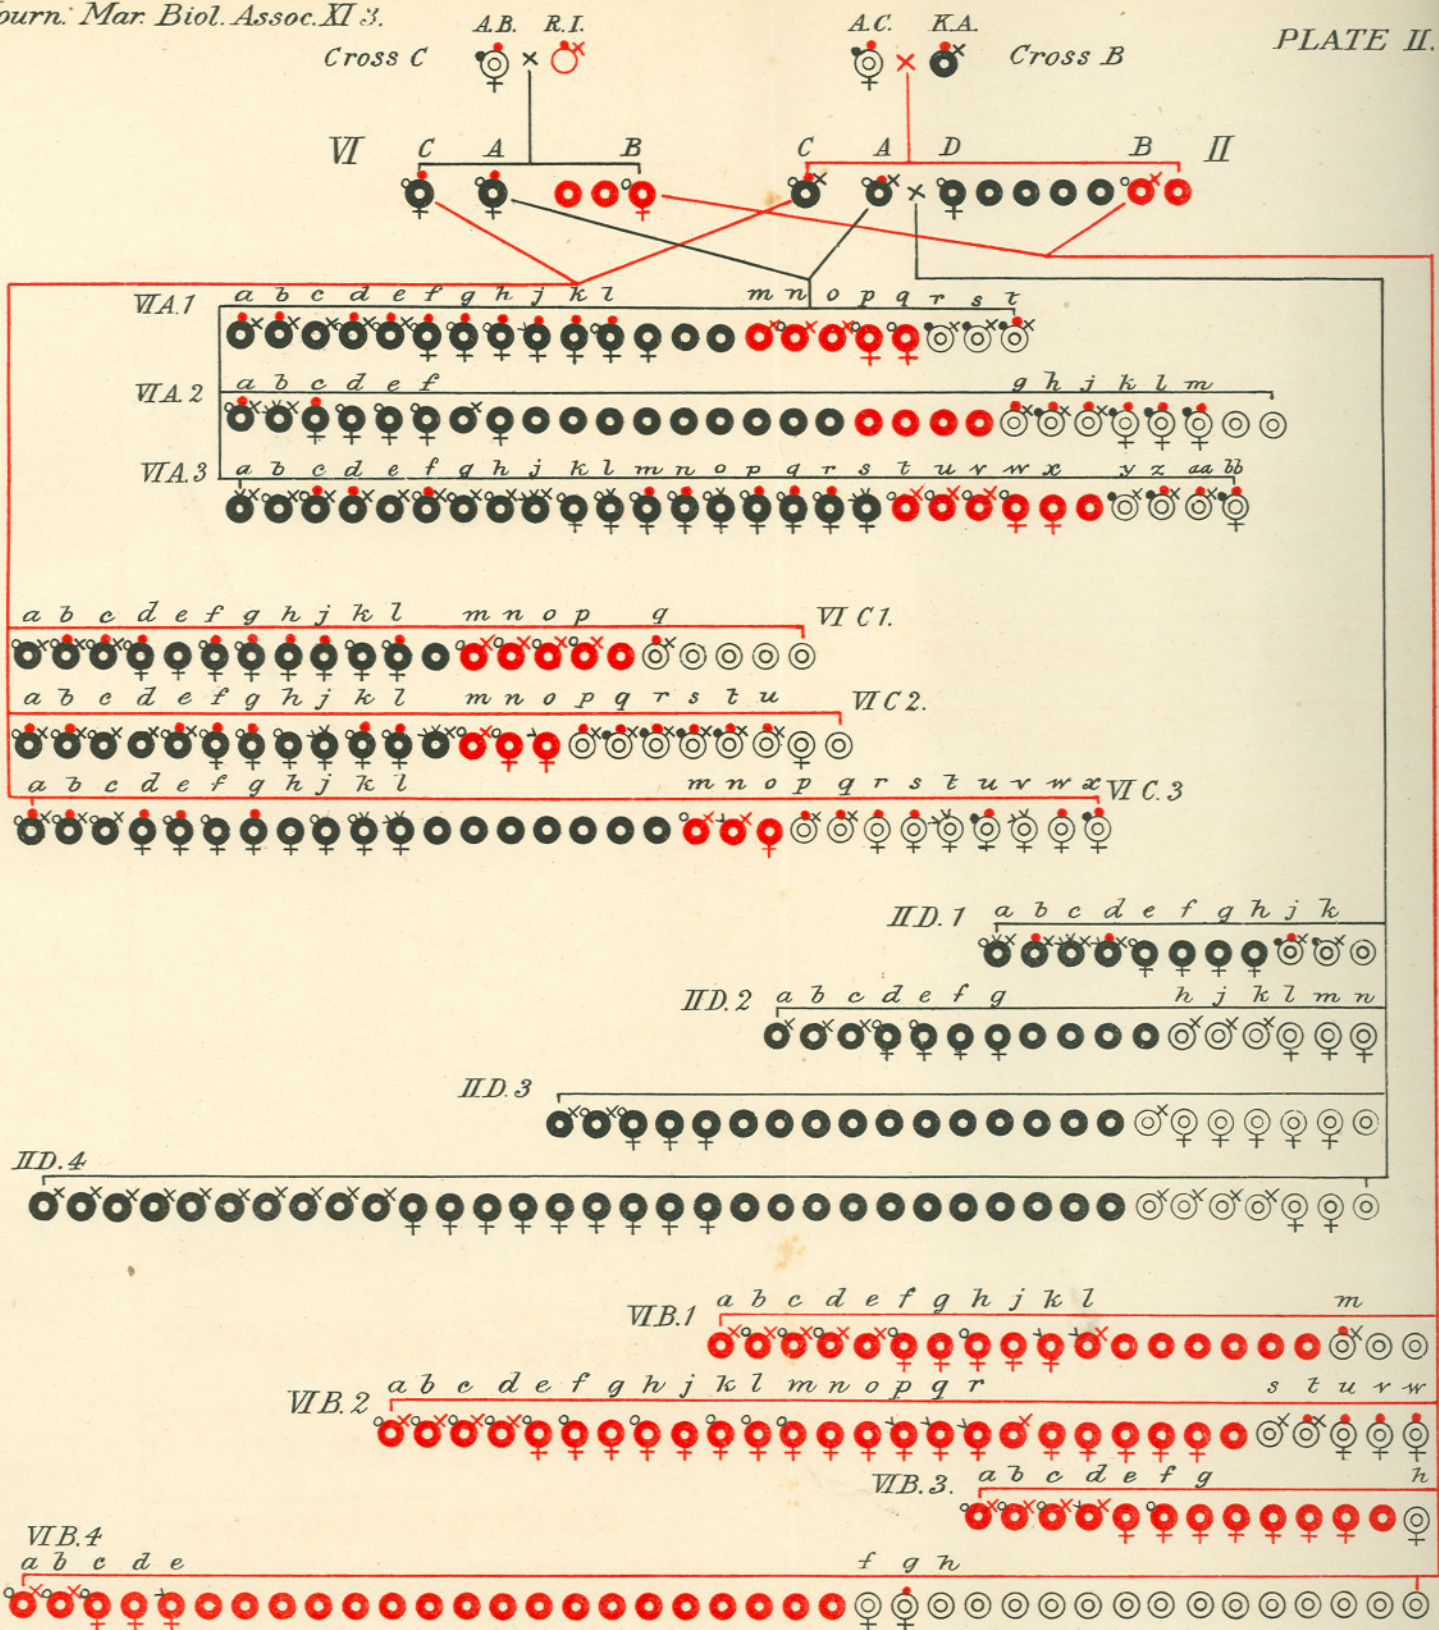 ourn. Mar. Biol. Assoc. XI 3.
A.B. R.I. A.C. K.A.
PLATE II.
Cross C Cross B
VI C A B C A D B II
VI A.1 a b c d e f g h j k l m n o p q r s t
VI A.2 a b c d e f g h j k l m
VI A.3 a b c d e f g h j k l m n o p q r s t u v w x y z aa bb
a b c d e f g h j k l m n o p q VI C 1.
a b c d e f g h j k l m n o p q r s t u VI C 2.
a b c d e f g h j k l m n o p q r s t u v w x VI C. 3
II D. 1 a b c d e f g h j k
II D. 2 a b c d e f g h j k l m n
II D. 3
II D. 4
VI B. 1 a b c d e f g h j k l m
VI B. 2 a b c d e f g h j k l m n o p q r s t u v w
VI B. 3. a b c d e f g h
VI B. 4
a b c d e f g h